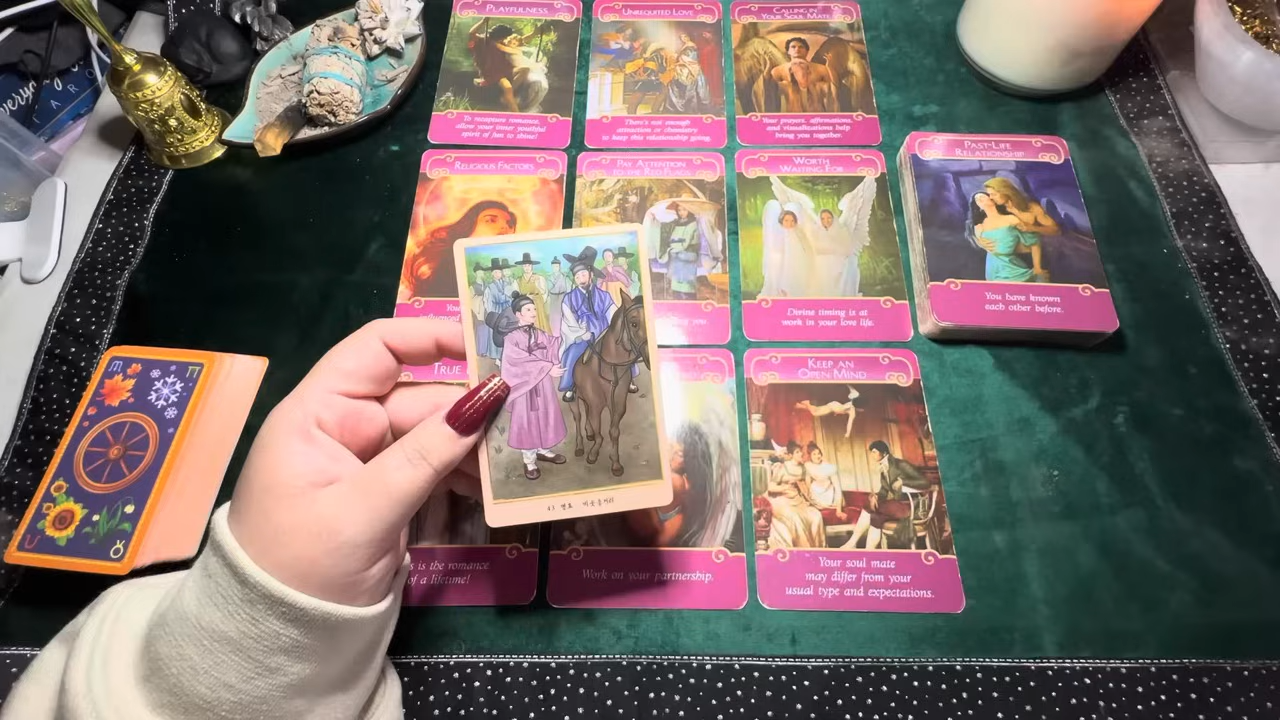 PLAYFULNESS
To recapture romance,
allow your inner youthful
spirit of fun to shine!
UNREQUITED LOVE
There's not enough
attraction or chemistry
to keep this relationship going.
CALLING IN
YOUR SOUL MATE
Your prayers, affirmations,
and visualizations help
bring you together.
RELIGIOUS FACTORS
You
influenced
PAY ATTENTION
TO THE RED FLAGS
you.
WORTH
WAITING FOR
Divine timing is at
work in your love life.
PAST-LIFE
RELATIONSHIP
You have known
each other before.
TRUE
is the romance
of a lifetime!
Work on your partnership.
KEEP AN
OPEN MIND
Your soul mate
may differ from your
usual type and expectations.
43